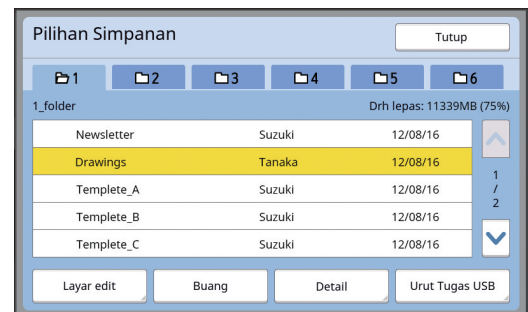 Pilihan Simpanan
Tutup
1 2 3 4 5 6
1_folder Drh lepas: 11339MB (75%)
Newsletter Suzuki 12/08/16
Drawings Tanaka 12/08/16
Templete_A Suzuki 12/08/16
Templete_B Suzuki 12/08/16
Templete_C Suzuki 12/08/16
1
/
2
Layar edit Buang Detail Urut Tugas USB